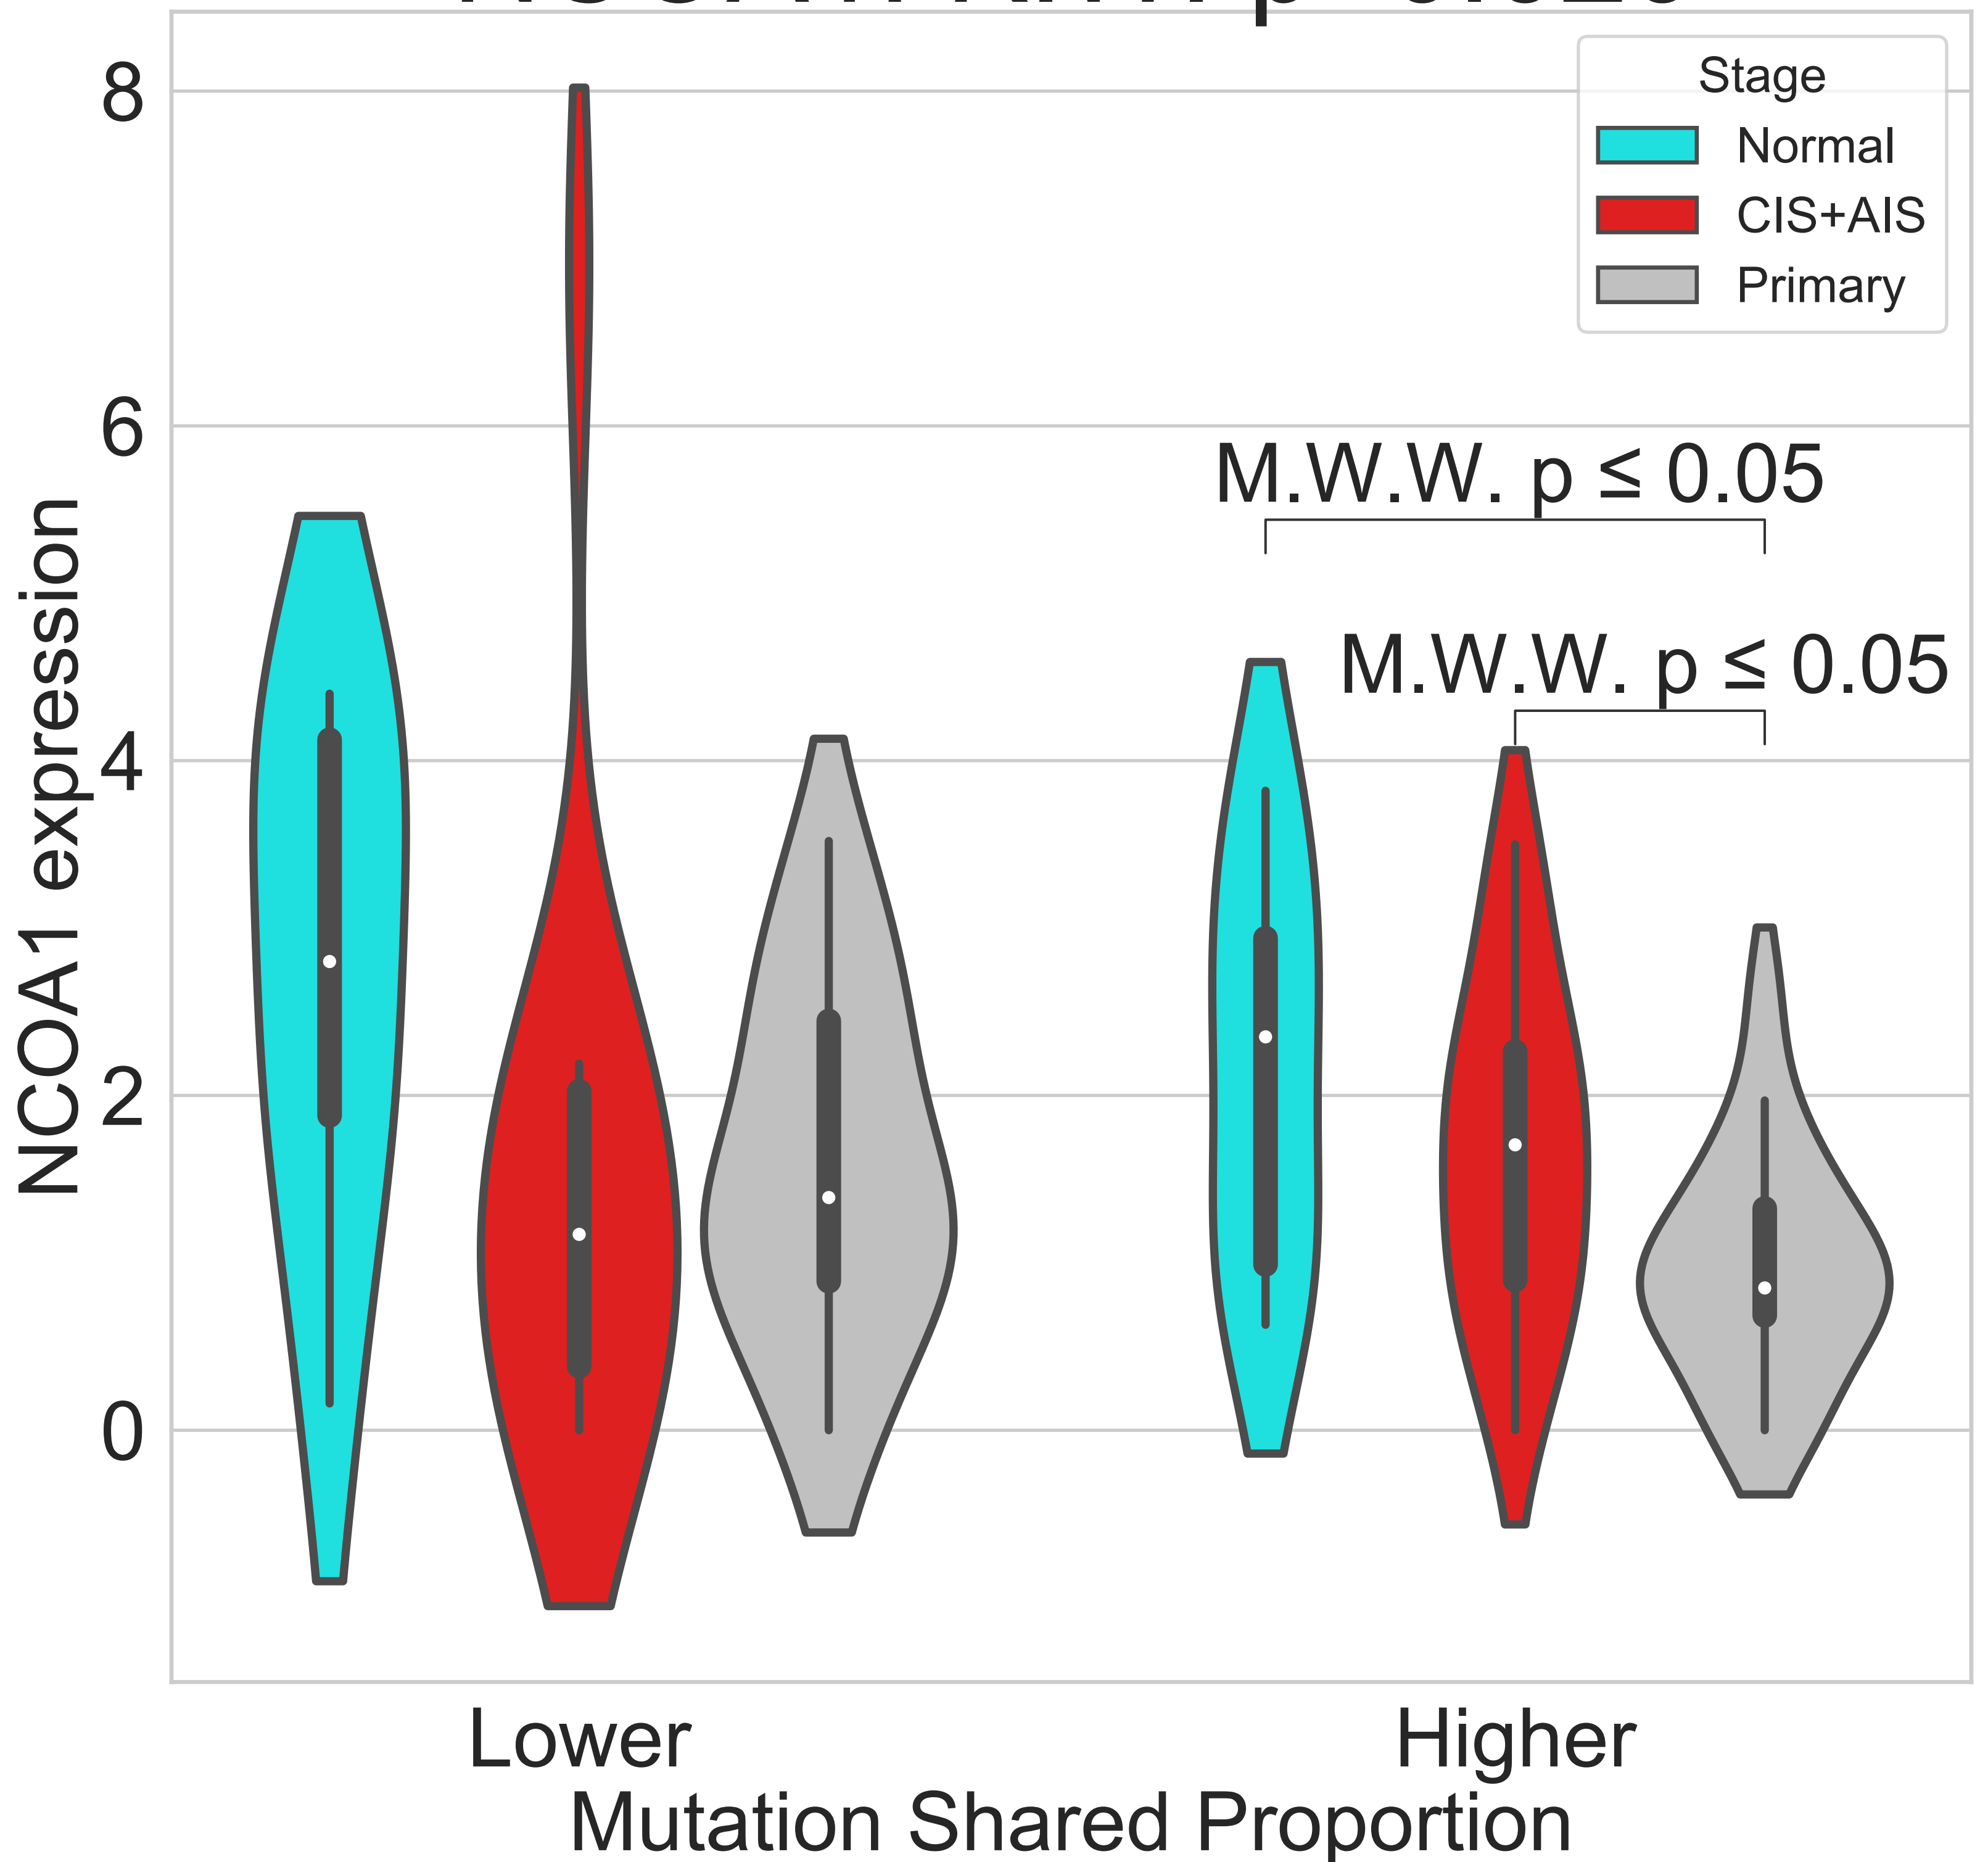 Stage
Normal
CIS+AIS
Primary
8
6
4
2
0
NCOA1 expression
M.W.W. p ≤ 0.05
M.W.W. p ≤ 0.05
Lower
Higher
Mutation Shared Proportion